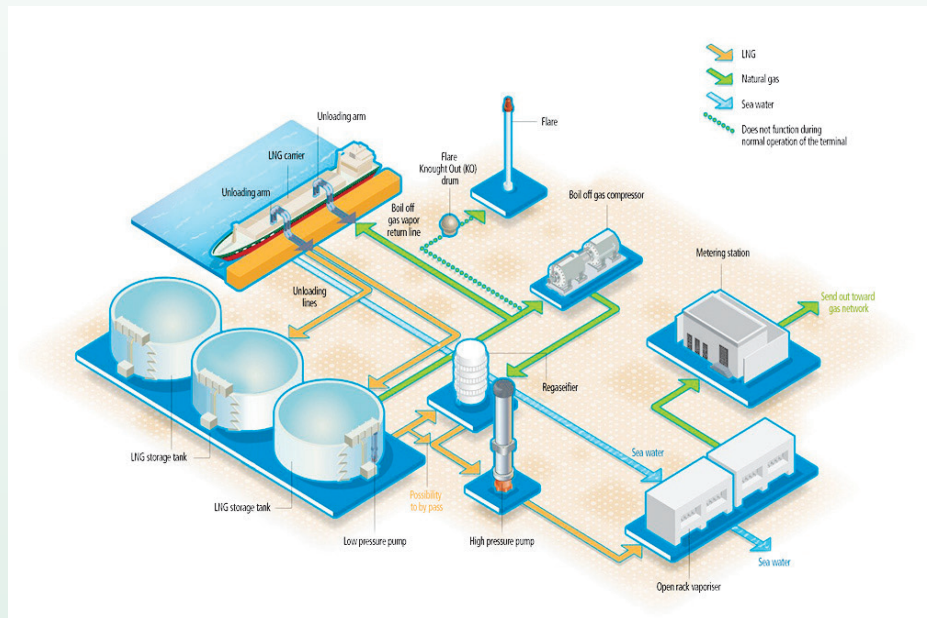 LNG
Natural gas
Sea water
Does not function during
normal operation of the terminal
Unloading arm
LNG carrier
Unloading arm
Flare
Flare
Knought Out (KO)
drum
Boil off gas compressor
Boil off
gas vapor
return line
Metering station
Unloading
lines
Send out toward
gas network
Regaseifier
LNG storage tank
LNG storage tank
Possibility
to by pass
Low pressure pump
High pressure pump
Sea water
Sea water
Open rack vaporiser